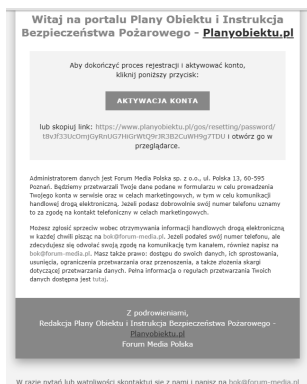 Witaj na portalu Plany Obiektu i Instrukcja
Bezpieczeństwa Pożarowego - Planyobiektu.pl
Aby dokończyć proces rejestracji i aktywować konto,
kliknij poniższy przycisk:
AKTYWACJA KONTA
lub skopiuj link: https://www.planyobiektu.pl/gos/resetting/password/
i otwórz go w
przeglądarce.
Administratorem danych jest Forum Media Polska sp. z o.o., ul. Polska 13, 60-595
Poznań. Będziemy przetwarzali Twoje dane podane w formularzu w celu prowadzenia
Twojego konta w serwisie oraz w celach marketingowych, w tym w celu komunikacji
handlowej drogą elektroniczną. Jeżeli podasz dobrowolnie swój numer telefonu uznamy
to za zgodę na kontakt telefoniczny w celach marketingowych.
Możesz zgłosić sprzeciw wobec otrzymywania informacji handlowych drogą elektroniczną
w każdej chwili pisząc na bok@forum-media.pl. Jeżeli podałeś swój numer telefonu, ale
zdecydujesz się odwołać swoją zgodę na komunikację tym kanałem, również napisz na
bok@forum-media.pl. Masz także prawo: dostępu do swoich danych, ich sprostowania,
usunięcia, ograniczenia przetwarzania oraz przenoszenia, a także złożenia skargi
dotyczącej przetwarzania danych. Pełna informacja o regułach przetwarzania Twoich
danych dostępna jest tutaj.
Z podrowieniami,
Redakcja Plany Obiektu i Instrukcja Bezpieczeństwa Pożarowego -
Planyobiektu.pl
Forum Media Polska
W razie pytań lub wątpliwości skontaktuj się z nami i napisz na bok@forum-media.pl